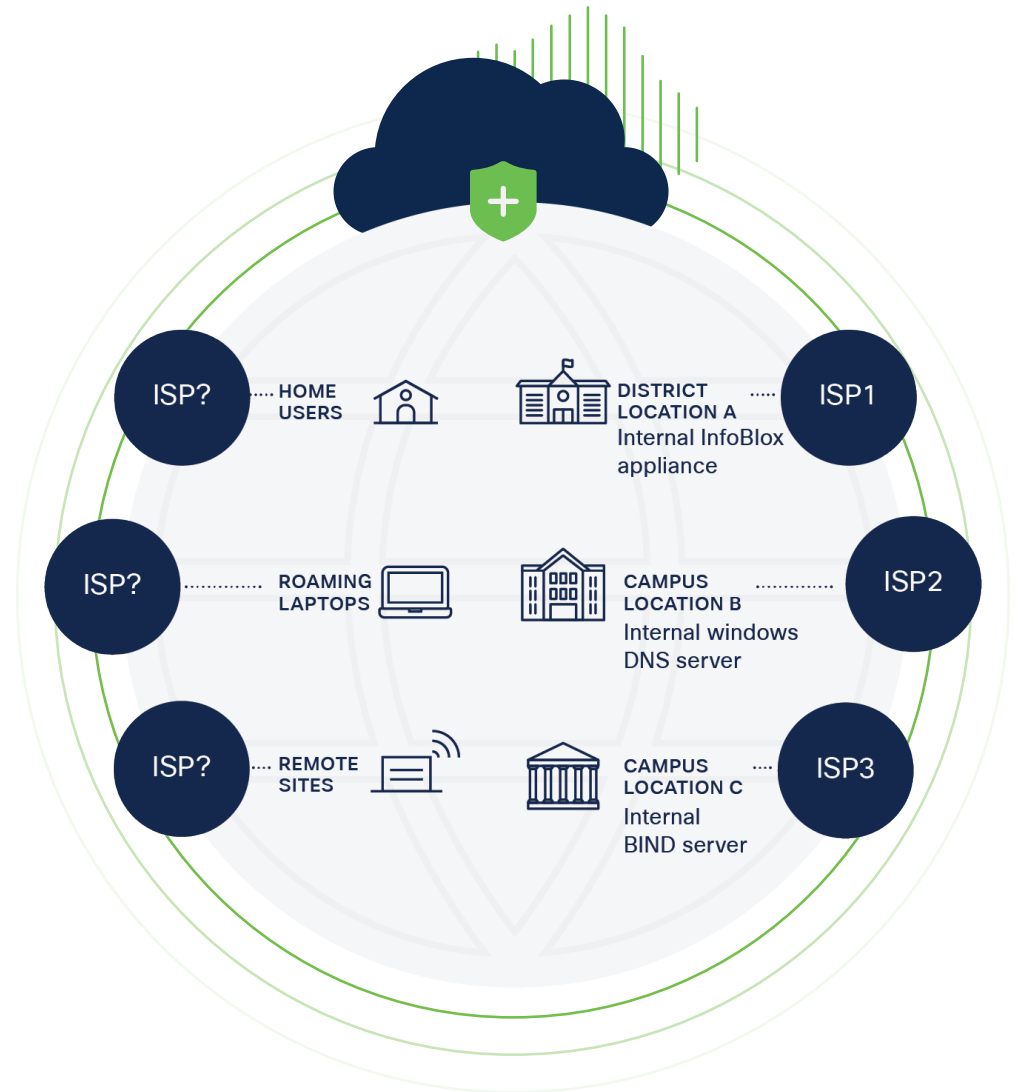 ISP?
HOME
USERS
DISTRICT
LOCATION A
Internal InfoBlox
appliance
ISP1
ISP?
ROAMING
LAPTOPS
CAMPUS
LOCATION B
Internal windows
DNS server
ISP2
ISP?
REMOTE
SITES
CAMPUS
LOCATION C
Internal
BIND server
ISP3